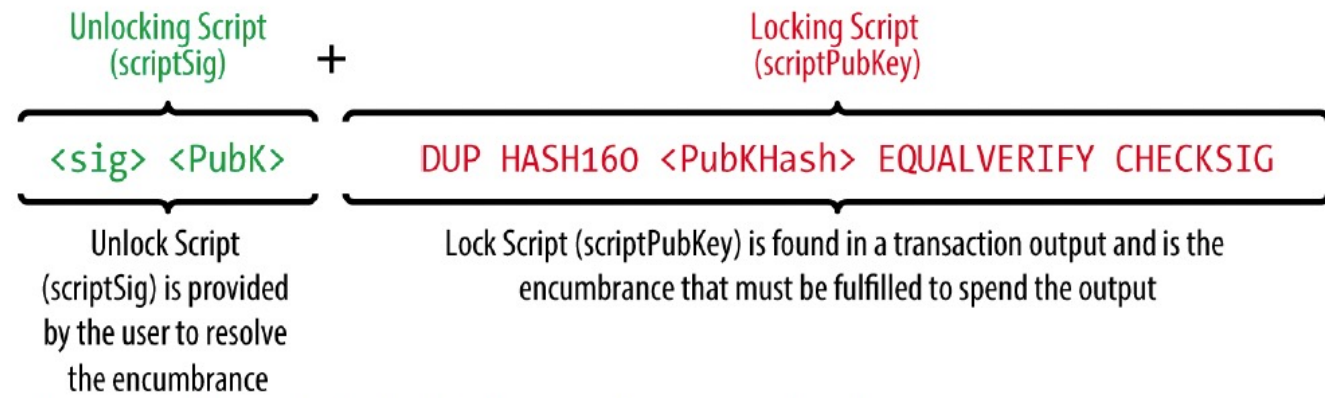 Unlocking Script
(scriptSig)
+
Locking Script
(scriptPubKey)
<sig> <PubK>
DUP HASH160 <PubKHash> EQUALVERIFY CHECKSIG
Unlock Script
(scriptSig) is provided
by the user to resolve
the encumbrance
Lock Script (scriptPubKey) is found in a transaction output and is the
encumbrance that must be fulfilled to spend the output